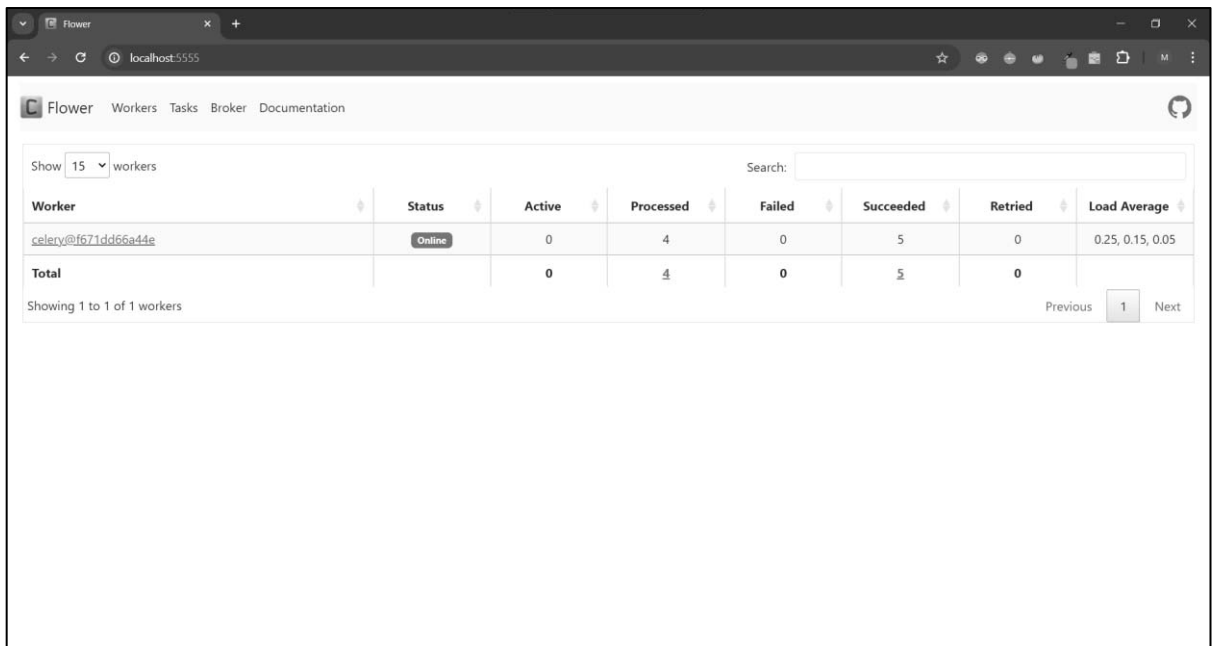 Flower
localhost:5555
M
C Flower Workers Tasks Broker Documentation
Show 15 workers Search:
Worker Status Active Processed Failed Succeeded Retried Load Average
celery@f671dd66a44e Online 0 4 0 5 0 0.25, 0.15, 0.05
Total 0 4 0 5 0
Showing 1 to 1 of 1 workers Previous 1 Next